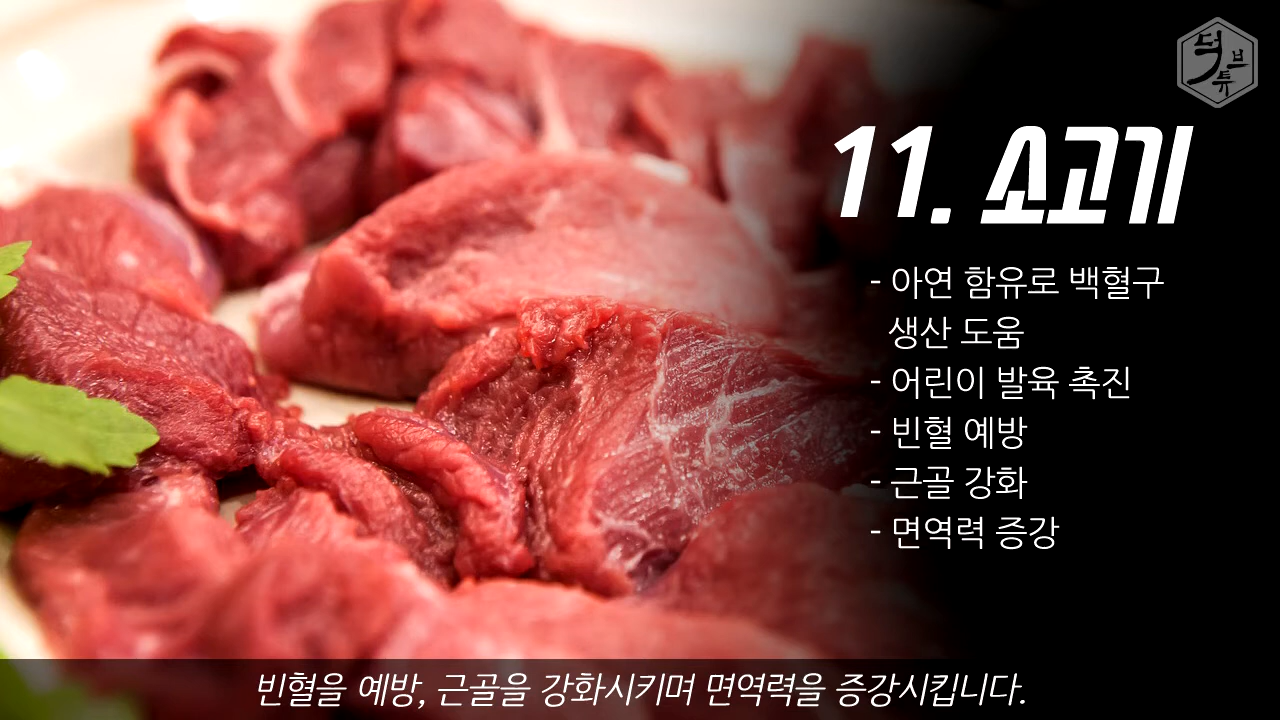 덕
브
튜
11. 소고기
- 아연 함유로 백혈구
생산 도움
- 어린이 발육 촉진
- 빈혈 예방
- 근골 강화
- 면역력 증강
빈혈을 예방, 근골을 강화시키며 면역력을 증강시킵니다.